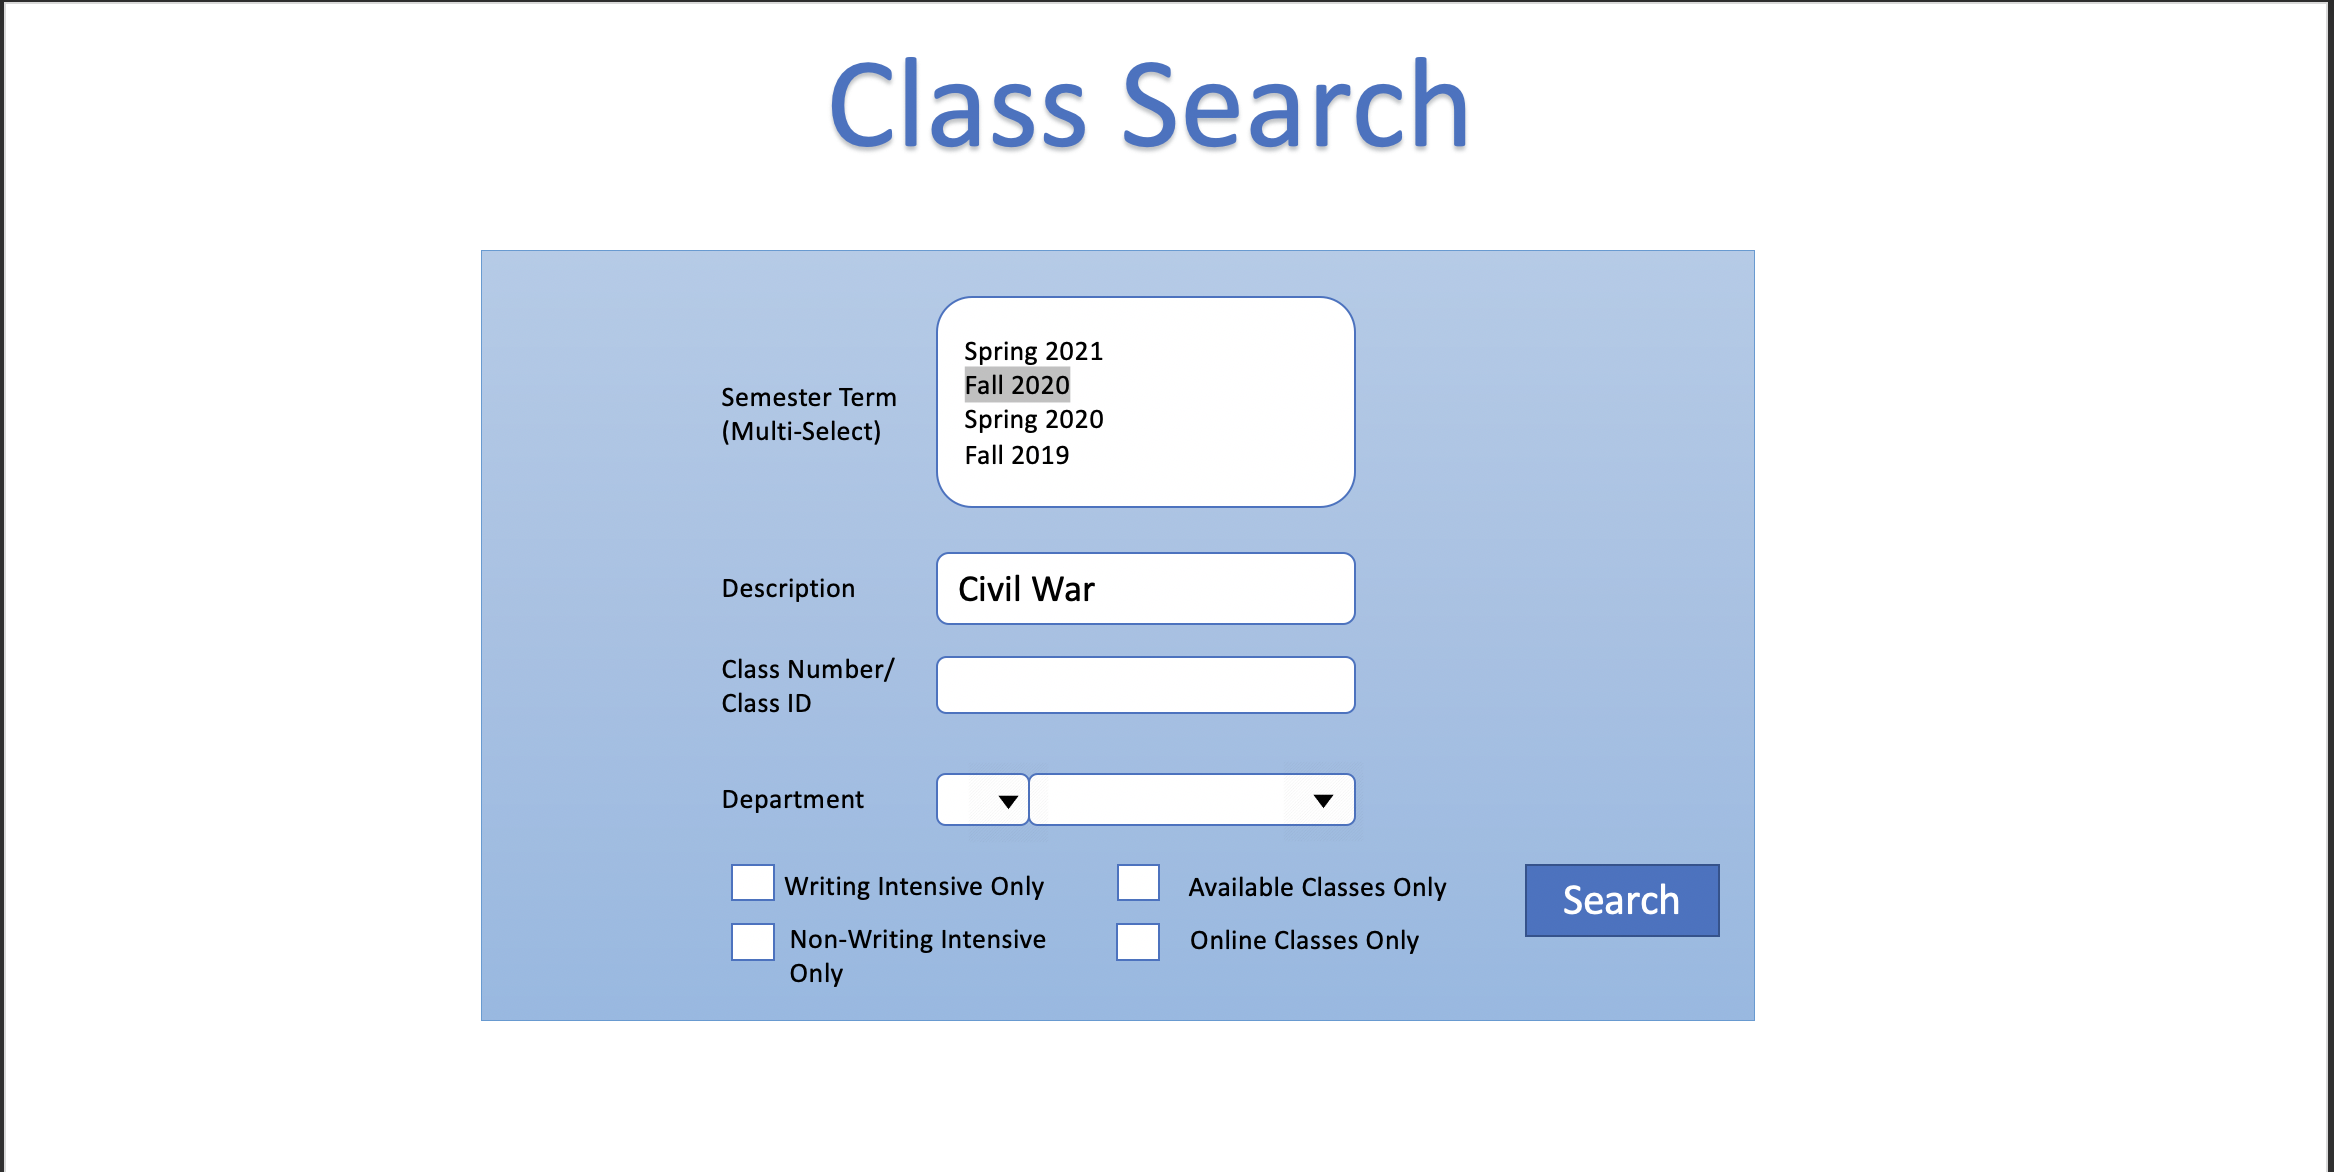 Class Search
Spring 2021
Fall 2020
Spring 2020
Fall 2019
Semester Term
(Multi-Select)
Description
Civil War
Class Number/
Class ID
Department
Writing Intensive Only
Available Classes Only
Search
Non-Writing Intensive
Only
Online Classes Only